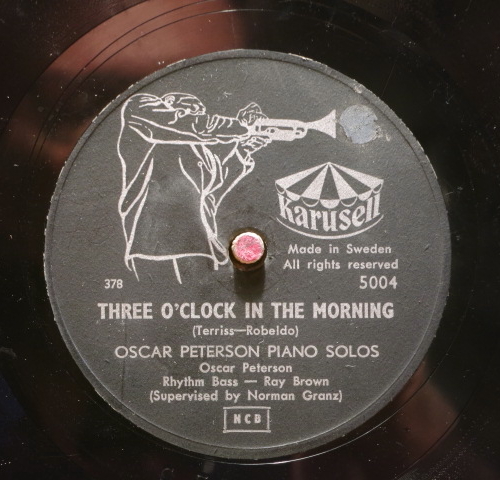 Karusell
Made in Sweden
All rights reserved
378
5004
THREE O'CLOCK IN THE MORNING
(Terriss—Robeldo)
OSCAR PETERSON PIANO SOLOS
Oscar Peterson
Rhythm Bass — Ray Brown
(Supervised by Norman Granz)
NCB